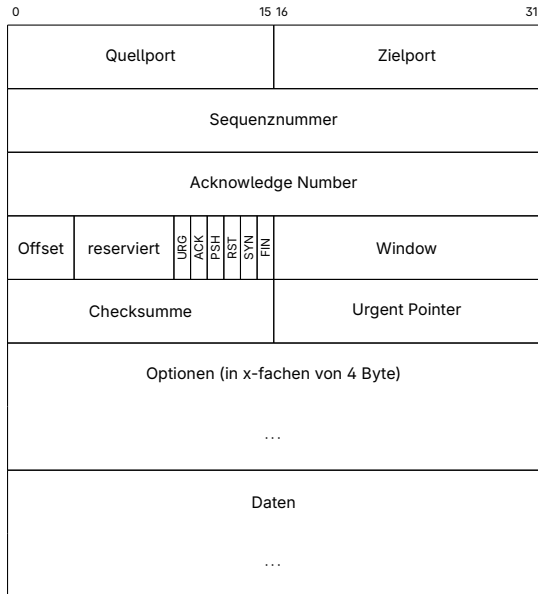 0 15 16 31
Quellport Zielport
Sequenznummer
Acknowledge Number
Offset reserviert URG ACK PSH RST SYN FIN Window
Checksumme Urgent Pointer
Optionen (in x-fachen von 4 Byte)
...
Daten
...